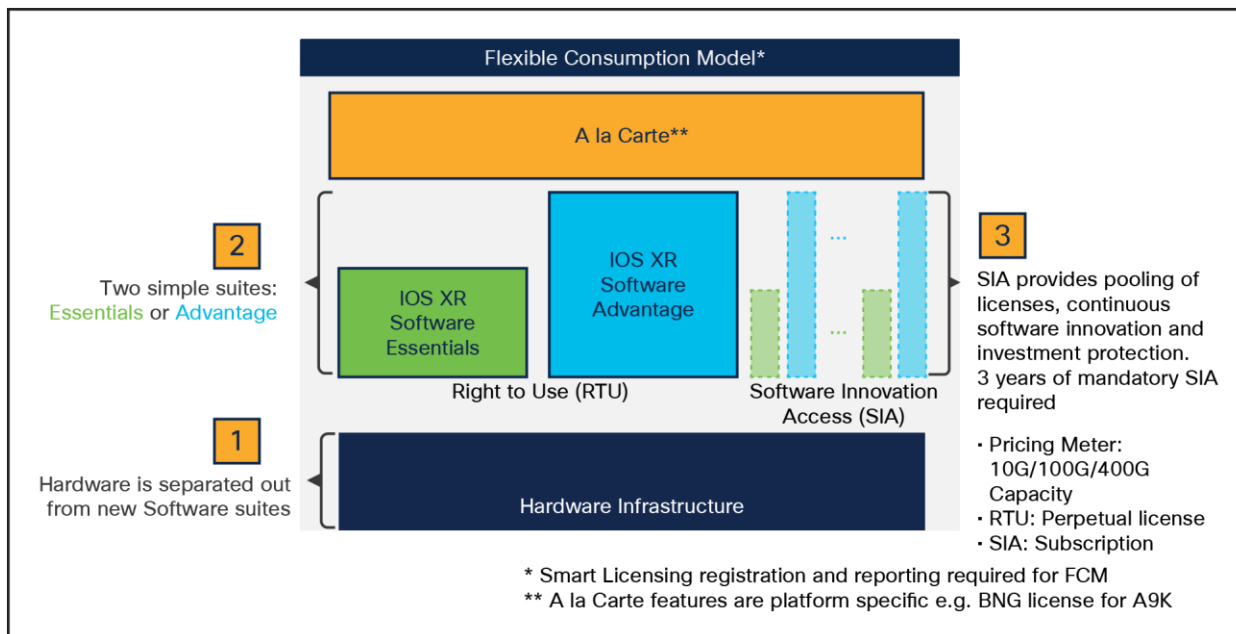 Flexible Consumption Model*
A la Carte**
2
Two simple suites:
Essentials or Advantage
IOS XR
Software
Essentials
IOS XR
Software
Advantage
...
...
Right to Use (RTU)
Software Innovation
Access (SIA)
3
SIA provides pooling of
licenses, continuous
software innovation and
investment protection.
3 years of mandatory SIA
required
· Pricing Meter:
10G/100G/400G
Capacity
· RTU: Perpetual license
· SIA: Subscription
1
Hardware is separated out
from new Software suites
Hardware Infrastructure
* Smart Licensing registration and reporting required for FCM
** A la Carte features are platform specific e.g. BNG license for A9K